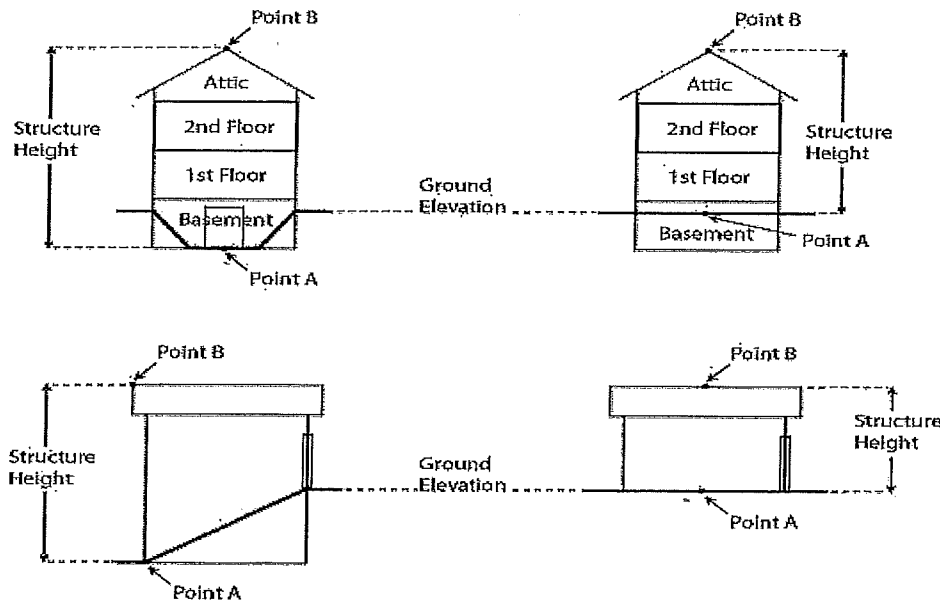 Point B
Attic
2nd Floor
1st Floor
Basement
Structure
Height
Point A
Ground
Elevation
Point B
Attic
2nd Floor
1st Floor
Basement
Structure
Height
Point A
Point B
Structure
Height
Point A
Ground
Elevation
Point B
Structure
Height
Point A